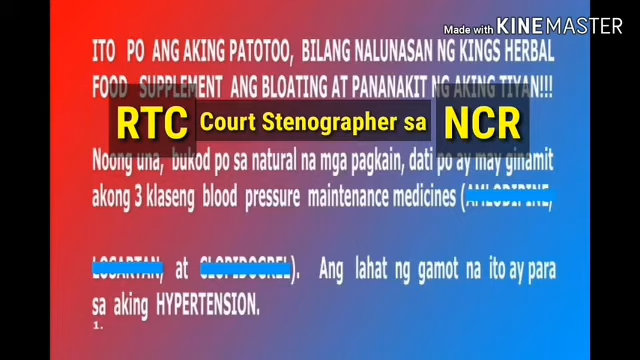 Made with KINEMASTER
ITO PO ANG AKING PATOTOO, BILANG NALUNASAN NG KINGS HERBAL
FOOD SUPPLEMENT ANG BLOATING AT PANANAKIT NG AKING TIYAN!!!
RTC Court Stenographer sa NCR
Noong una, bukod po sa natural na mga pagkain, dati po ay may ginamit
akong 3 klaseng blood pressure maintenance medicines (AMLODIPINE,
LOSARTAN, at CLOPIDOGREL). Ang lahat ng gamot na ito ay para
sa aking HYPERTENSION.
1.